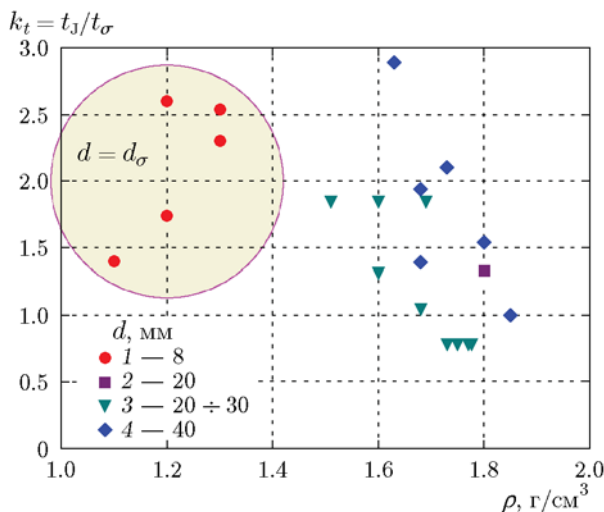 k_t = t_J/t_σ
3.0
2.5
2.0
1.5
1.0
0.5
0
d = d_σ
d, мм
1 — 8
2 — 20
3 — 20 ÷ 30
4 — 40
1.0 1.2 1.4 1.6 1.8 2.0
ρ, г/см³